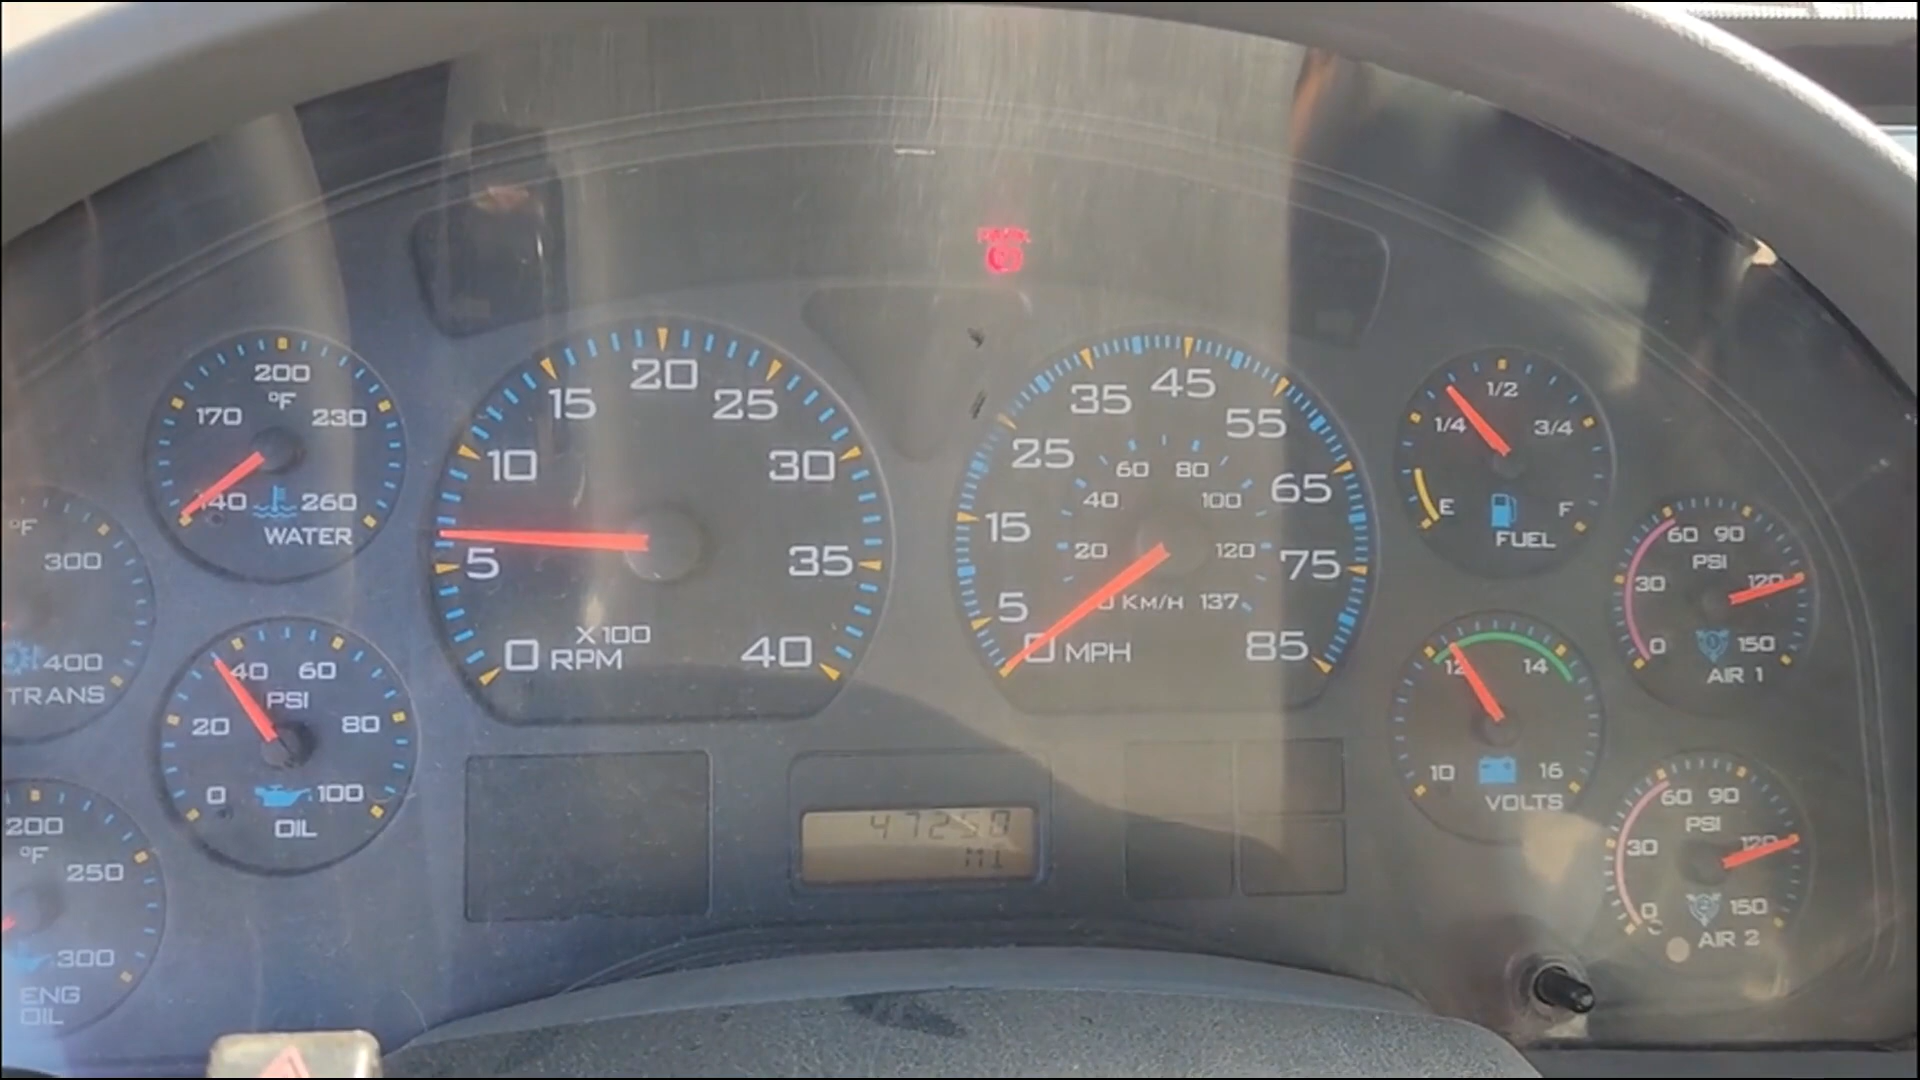 PARK
200
°F
170 230
140 260
WATER
°F
300
400
TRANS
40 60
PSI
20 80
0 100
OIL
200
°F
250
300
ENG
OIL
20
15 25
10 30
5 35
X100
0 RPM 40
45
35 55
25 65
15 75
5 85
0 MPH
60 80
40 100
20 120
Km/H 137
47250
MI
1/2
1/4 3/4
E F
FUEL
12 14
10 16
VOLTS
60 90
PSI
30 120
0 150
AIR 1
60 90
PSI
30 120
0 150
AIR 2